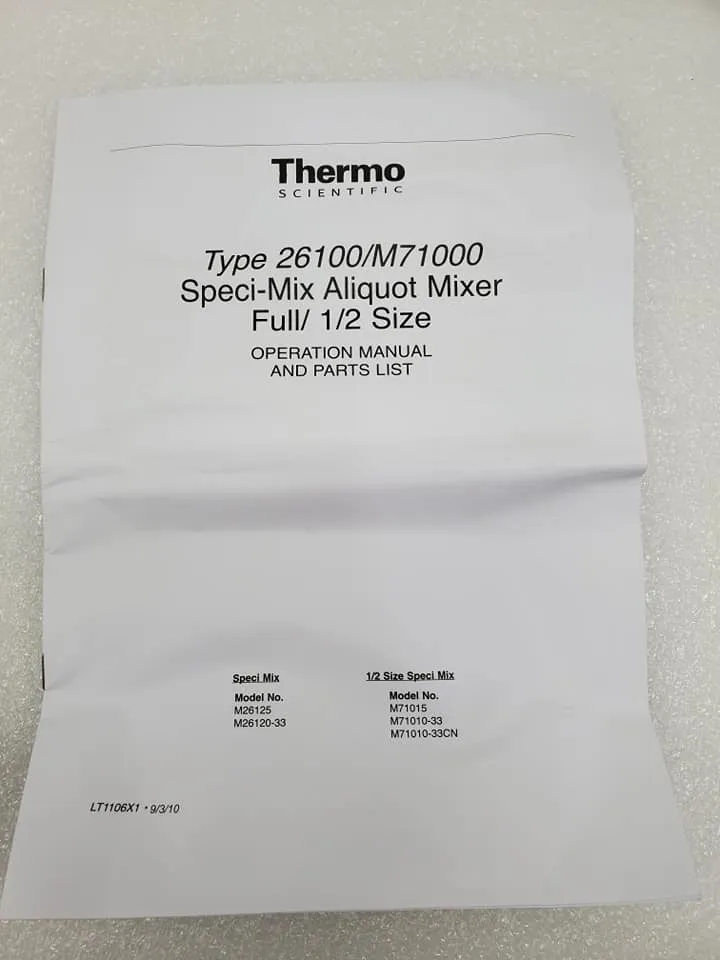 Thermo
SCIENTIFIC
Type 26100/M71000
Speci-Mix Aliquot Mixer
Full/ 1/2 Size
OPERATION MANUAL
AND PARTS LIST
Speci Mix
Model No.
M26125
M26120-33
1/2 Size Speci Mix
Model No.
M71015
M71010-33
M71010-33CN
LT1106X1 • 9/3/10